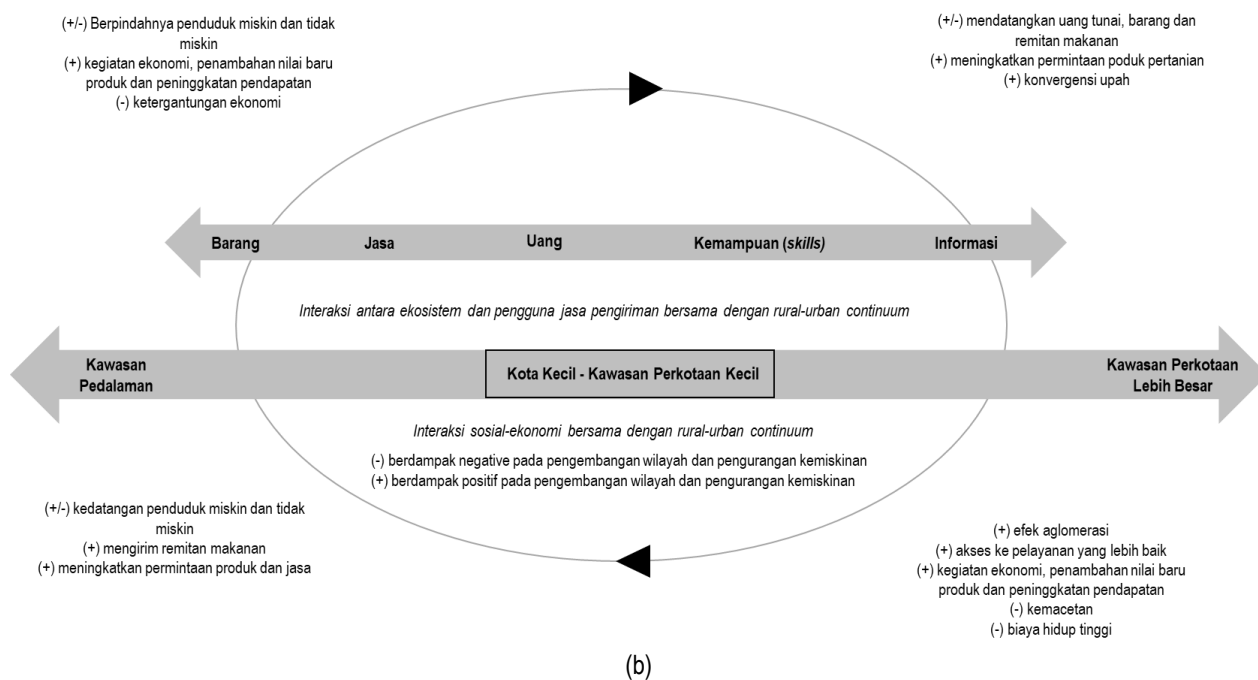 (+/-) Berpindahnya penduduk miskin dan tidak
miskin
(+) kegiatan ekonomi, penambahan nilai baru
produk dan peninggkatan pendapatan
(-) ketergantungan ekonomi
(+/-) mendatangkan uang tunai, barang dan
remitan makanan
(+) meningkatkan permintaan poduk pertanian
(+) konvergensi upah
Barang Jasa Uang Kemampuan (skills) Informasi
Interaksi antara ekosistem dan pengguna jasa pengiriman bersama dengan rural-urban continuum
Kawasan
Pedalaman
Kota Kecil - Kawasan Perkotaan Kecil
Kawasan Perkotaan
Lebih Besar
Interaksi sosial-ekonomi bersama dengan rural-urban continuum
(-) berdampak negative pada pengembangan wilayah dan pengurangan kemiskinan
(+) berdampak positif pada pengembangan wilayah dan pengurangan kemiskinan
(+/-) kedatangan penduduk miskin dan tidak
miskin
(+) mengirim remitan makanan
(+) meningkatkan permintaan produk dan jasa
(+) efek aglomerasi
(+) akses ke pelayanan yang lebih baik
(+) kegiatan ekonomi, penambahan nilai baru
produk dan peninggkatan pendapatan
(-) kemacetan
(-) biaya hidup tinggi
(b)